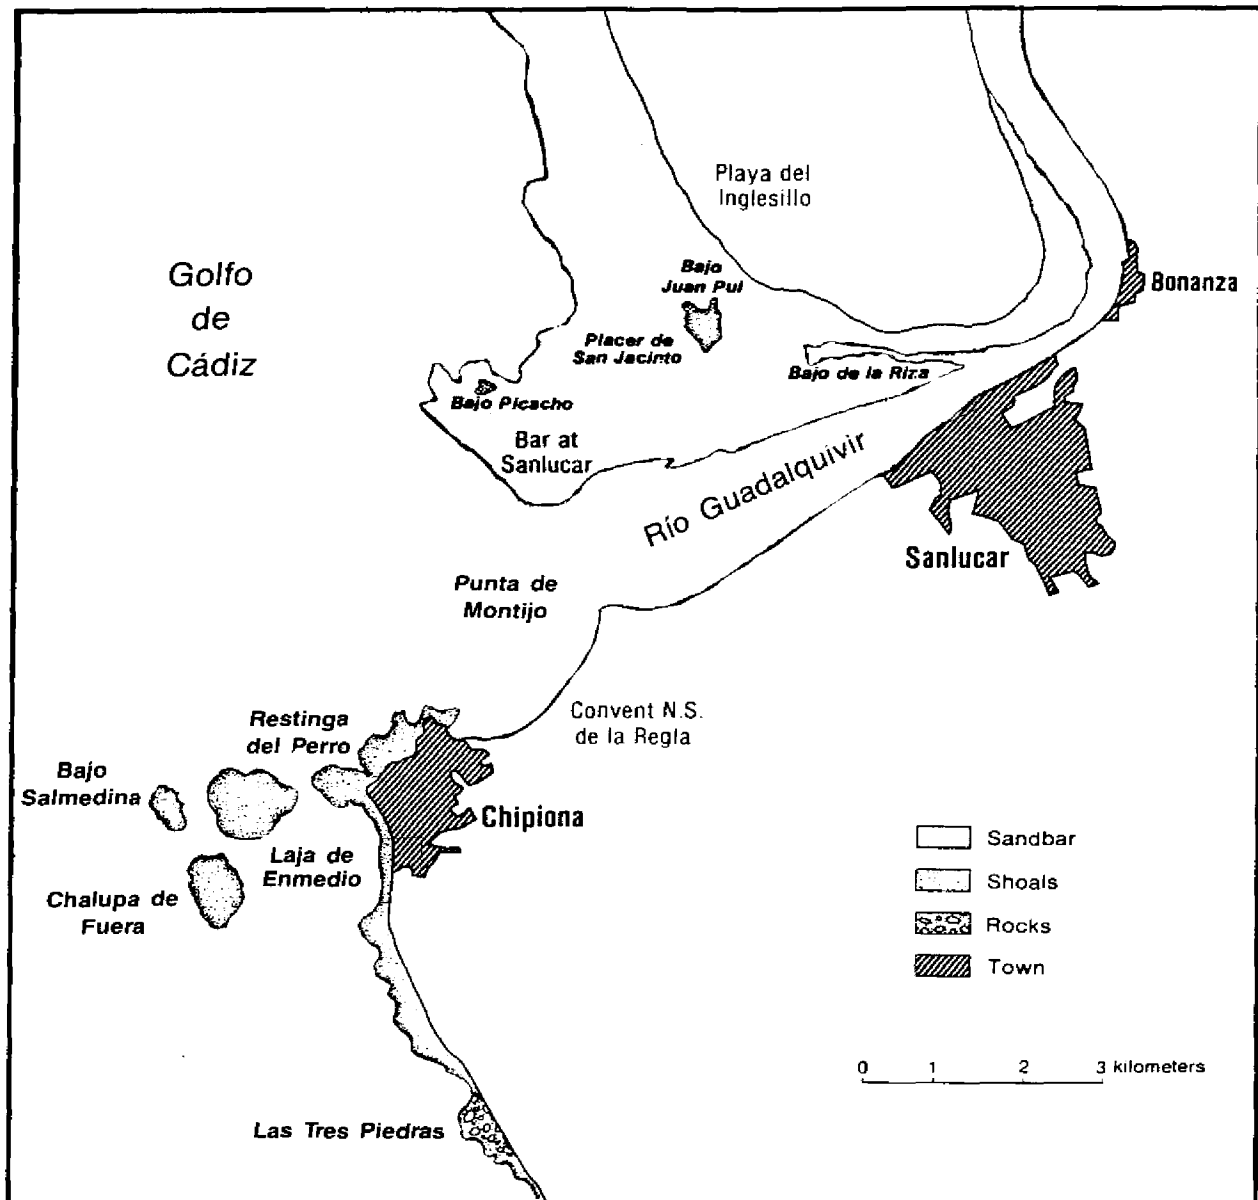 Playa del
Inglesillo
Golfo
de
Cádiz
Bajo
Juan Pul
Bonanza
Placer de
San Jacinto
Bajo de la Riza
Bajo Picacho
Bar at
Sanlucar
Río Guadalquivir
Sanlucar
Punta de
Montijo
Convent N.S.
de la Regla
Restinga
del Perro
Bajo
Salmedina
Chipiona
Laja de
Enmedio
Chalupa de
Fuera
Sandbar
Shoals
Rocks
Town
0 1 2 3 kilometers
Las Tres Piedras